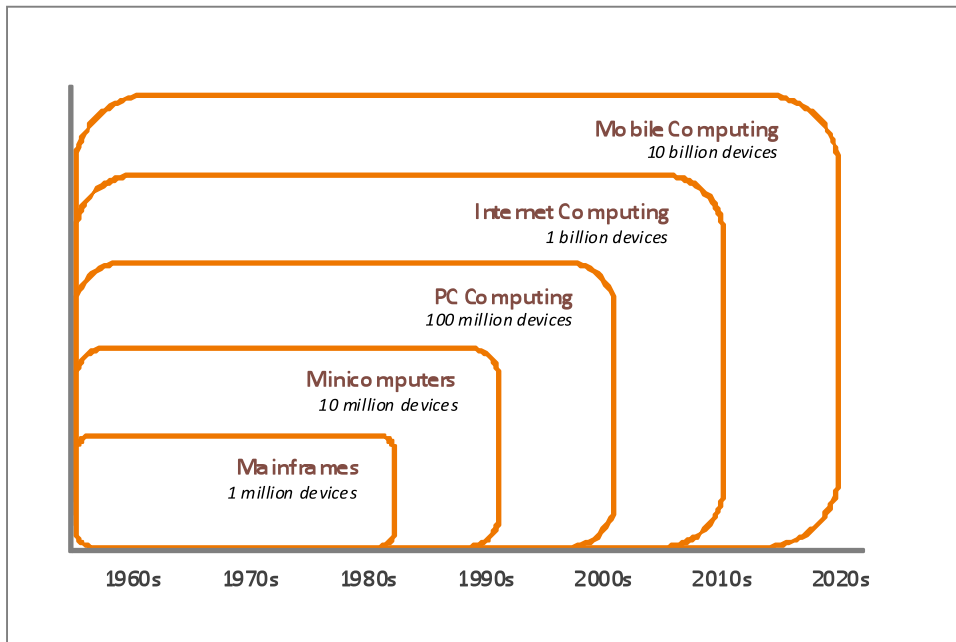 Mobile Computing
10 billion devices
Internet Computing
1 billion devices
PC Computing
100 million devices
Minicomputers
10 million devices
Mainframes
1 million devices
1960s 1970s 1980s 1990s 2000s 2010s 2020s